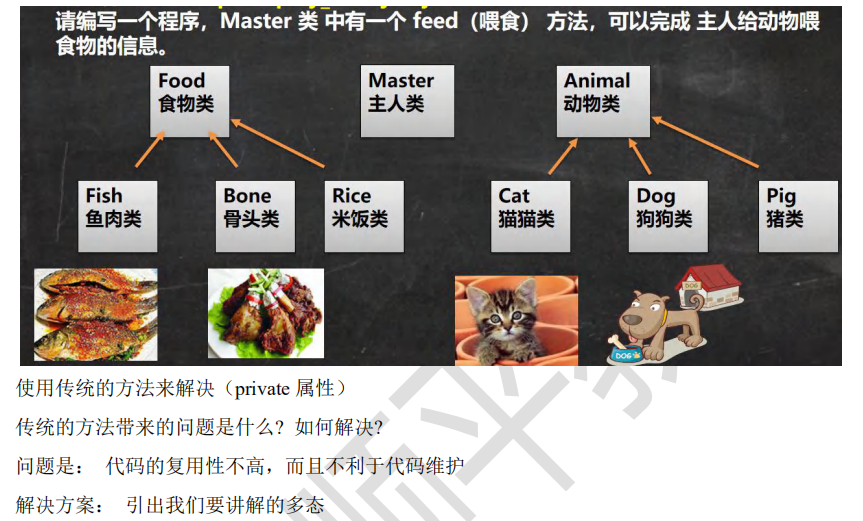 请编写一个程序，Master 类 中有一个 feed（喂食） 方法，可以完成 主人给动物喂
食物的信息。
Food
食物类
Master
主人类
Animal
动物类
Fish
鱼肉类
Bone
骨头类
Rice
米饭类
Cat
猫猫类
Dog
狗狗类
Pig
猪类
DOG
DOG
使用传统的方法来解决（private 属性）
传统的方法带来的问题是什么? 如何解决?
问题是： 代码的复用性不高，而且不利于代码维护
解决方案： 引出我们要讲解的多态